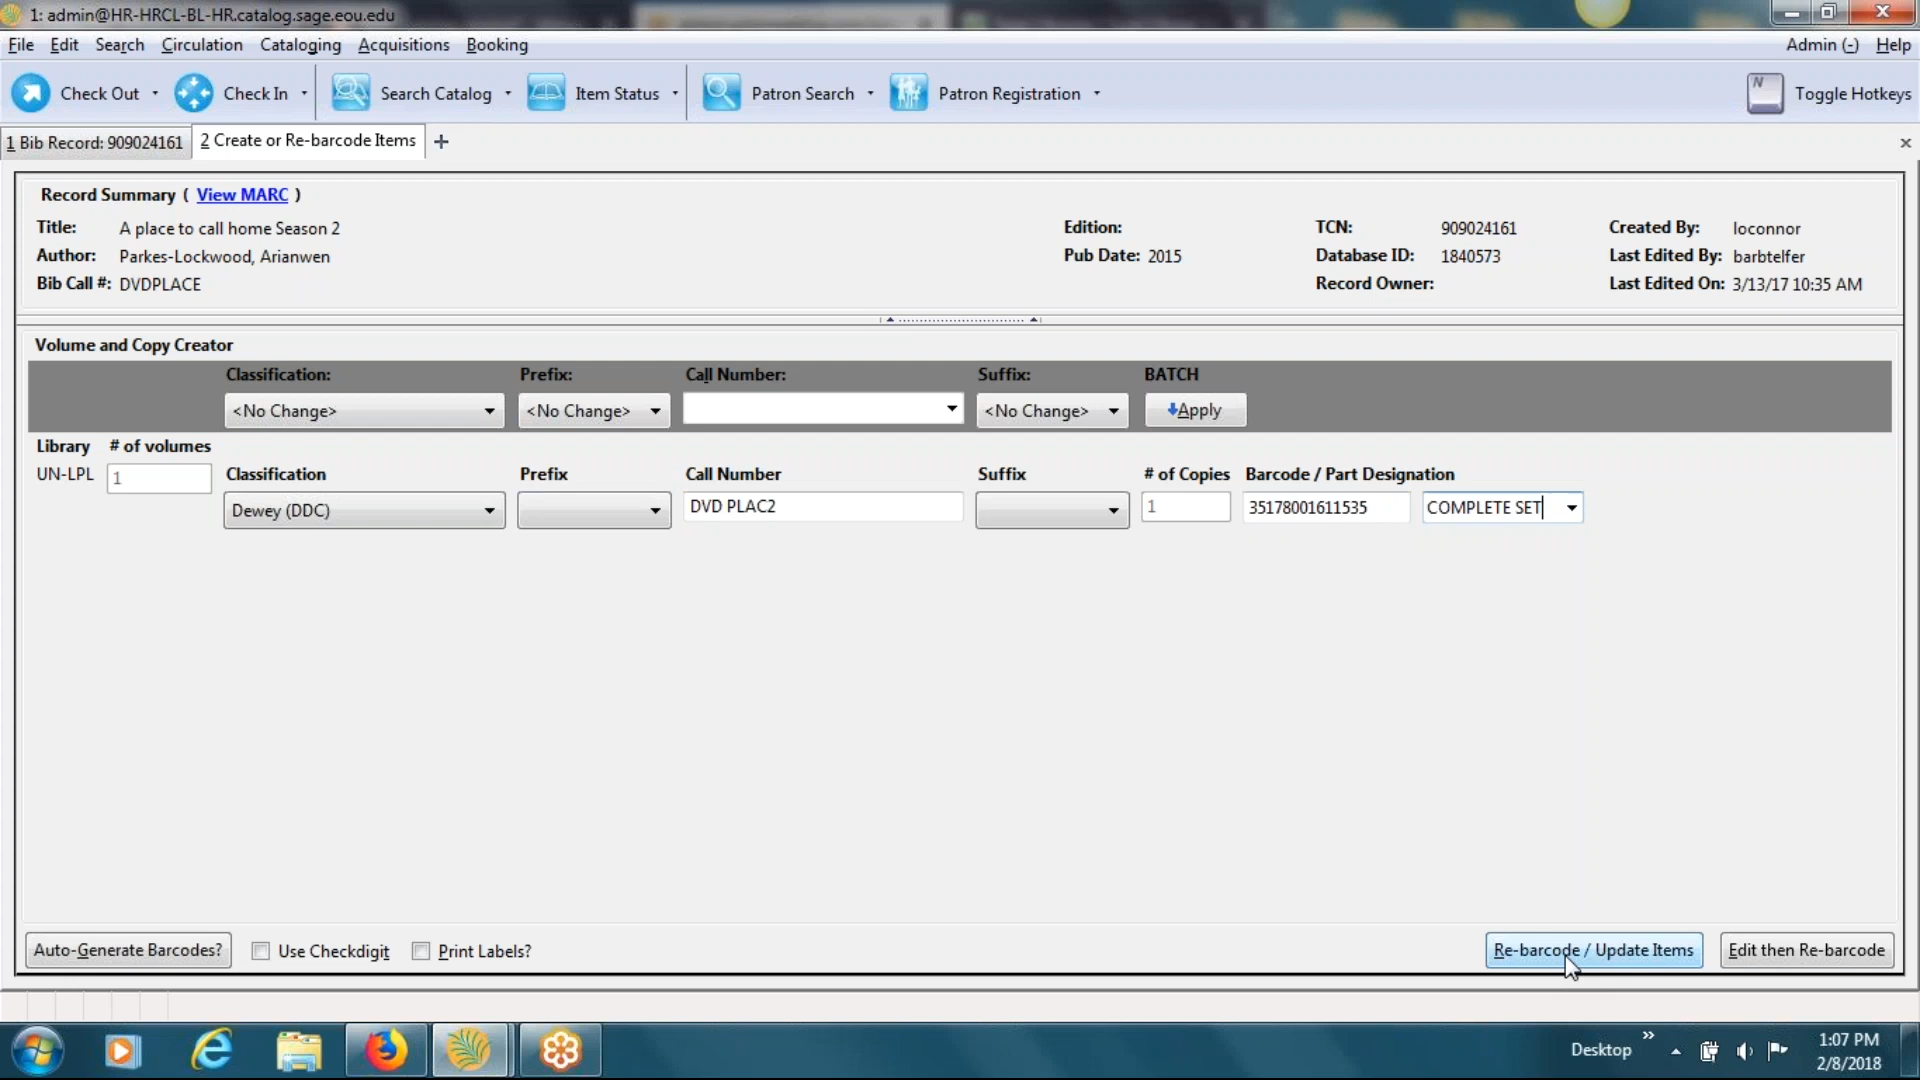 1: admin@HR-HRCL-BL-HR.catalog.sage.eou.edu
File Edit Search Circulation Cataloging Acquisitions Booking Admin (-) Help
Check Out Check In Search Catalog Item Status Patron Search Patron Registration N Toggle Hotkeys
1 Bib Record: 909024161 2 Create or Re-barcode Items
Record Summary ( View MARC )
Title: A place to call home Season 2 Edition: TCN: 909024161 Created By: loconnor
Author: Parkes-Lockwood, Arianwen Pub Date: 2015 Database ID: 1840573 Last Edited By: barbtelfer
Bib Call #: DVDPLACE Record Owner: Last Edited On: 3/13/17 10:35 AM
Volume and Copy Creator
Classification: Prefix: Call Number: Suffix: BATCH
<No Change> <No Change> <No Change> Apply
Library # of volumes
UN-LPL 1 Classification Prefix Call Number Suffix # of Copies Barcode / Part Designation
Dewey (DDC) DVD PLAC2 1 35178001611535 COMPLETE SET
Auto-Generate Barcodes? Use Checkdigit Print Labels? Re-barcode / Update Items Edit then Re-barcode
Desktop » 1:07 PM
2/8/2018